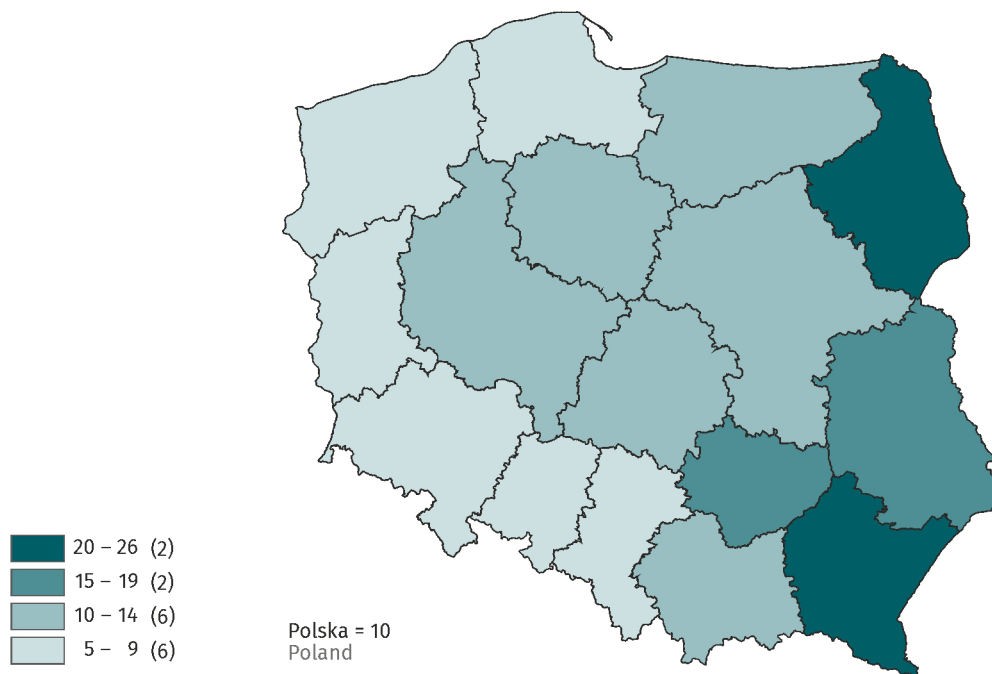 20 – 26 (2)
15 – 19 (2)
10 – 14 (6)
5 – 9 (6)
Polska = 10
Poland